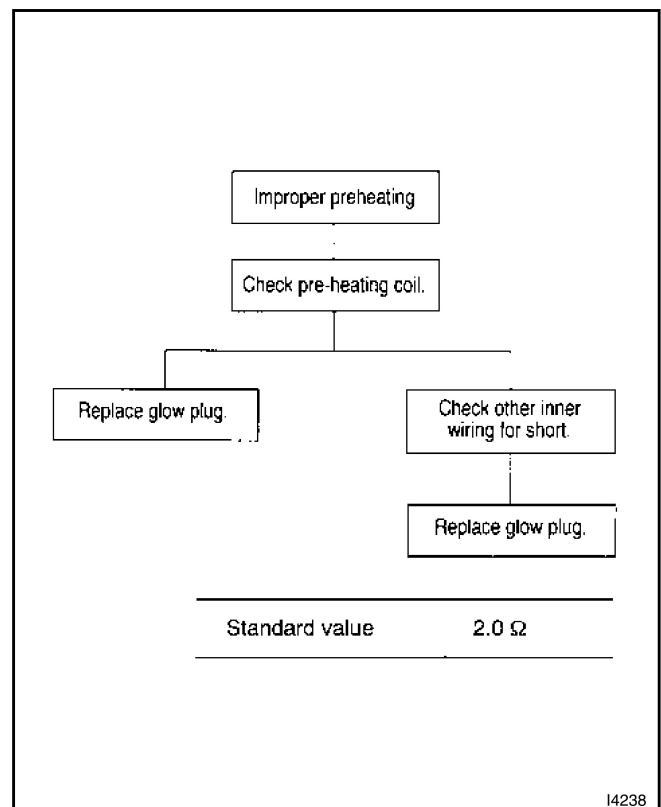 Improper preheating
Check pre-heating coil.
Replace glow plug.
Check other inner
wiring for short.
Replace glow plug.
Standard value 2.0 Ω
I4238